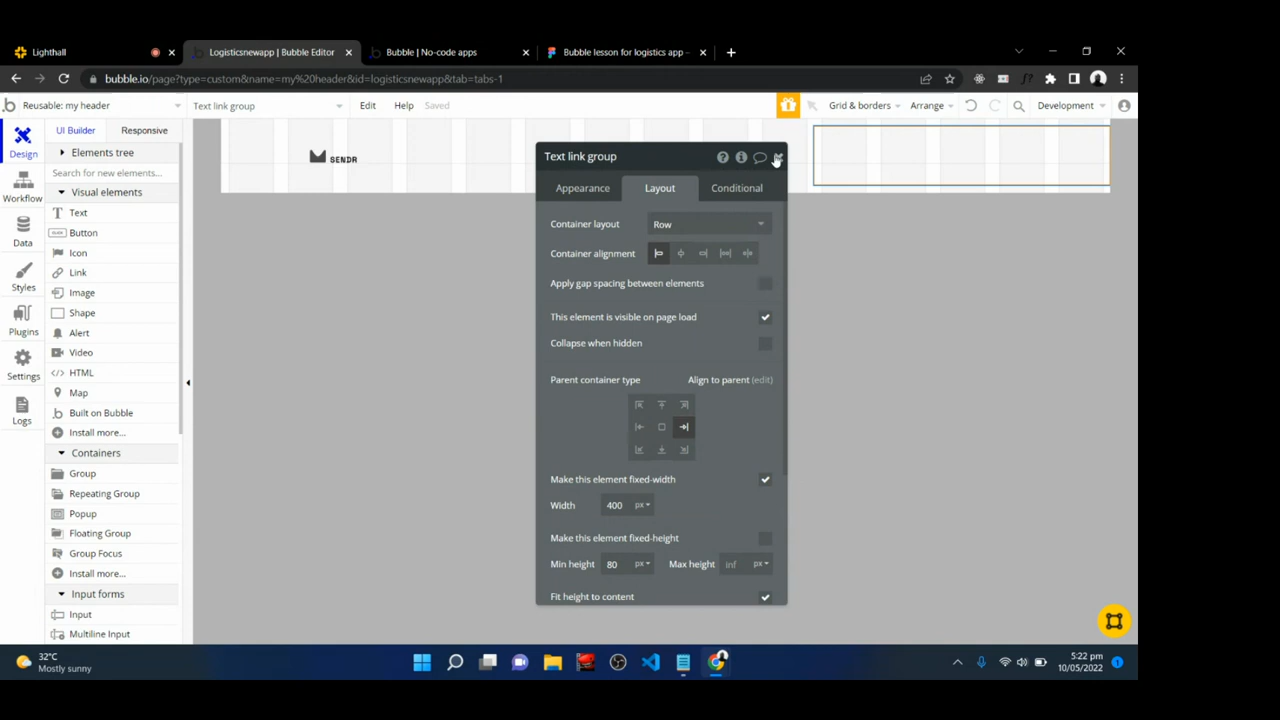 Lighthall
Logisticsnewapp | Bubble Editor
Bubble | No-code apps
Bubble lesson for logistics app -
bubble.io/page?type=custom&name=my%20header&id=logisticsnewapp&tab=tabs-1
Reusable: my header
Text link group
Edit
Help
Saved
Grid & borders
Arrange
Development
Design
Workflow
Data
Styles
Plugins
Settings
Logs
UI Builder
Responsive
Elements tree
Search for new elements...
Visual elements
Text
CLICK
Button
Icon
Link
Image
Shape
Alert
Video
</> HTML
Map
Built on Bubble
Install more...
Containers
Group
Repeating Group
Popup
Floating Group
Group Focus
Install more...
Input forms
Input
Multiline Input
SENDR
Text link group
Appearance
Layout
Conditional
Container layout Row
Container alignment
Apply gap spacing between elements
This element is visible on page load
Collapse when hidden
Parent container type Align to parent (edit)
Make this element fixed-width
Width 400 px
Make this element fixed-height
Min height 80 px Max height inf px
Fit height to content
32°C
Mostly sunny
5:22 pm
10/05/2022
1